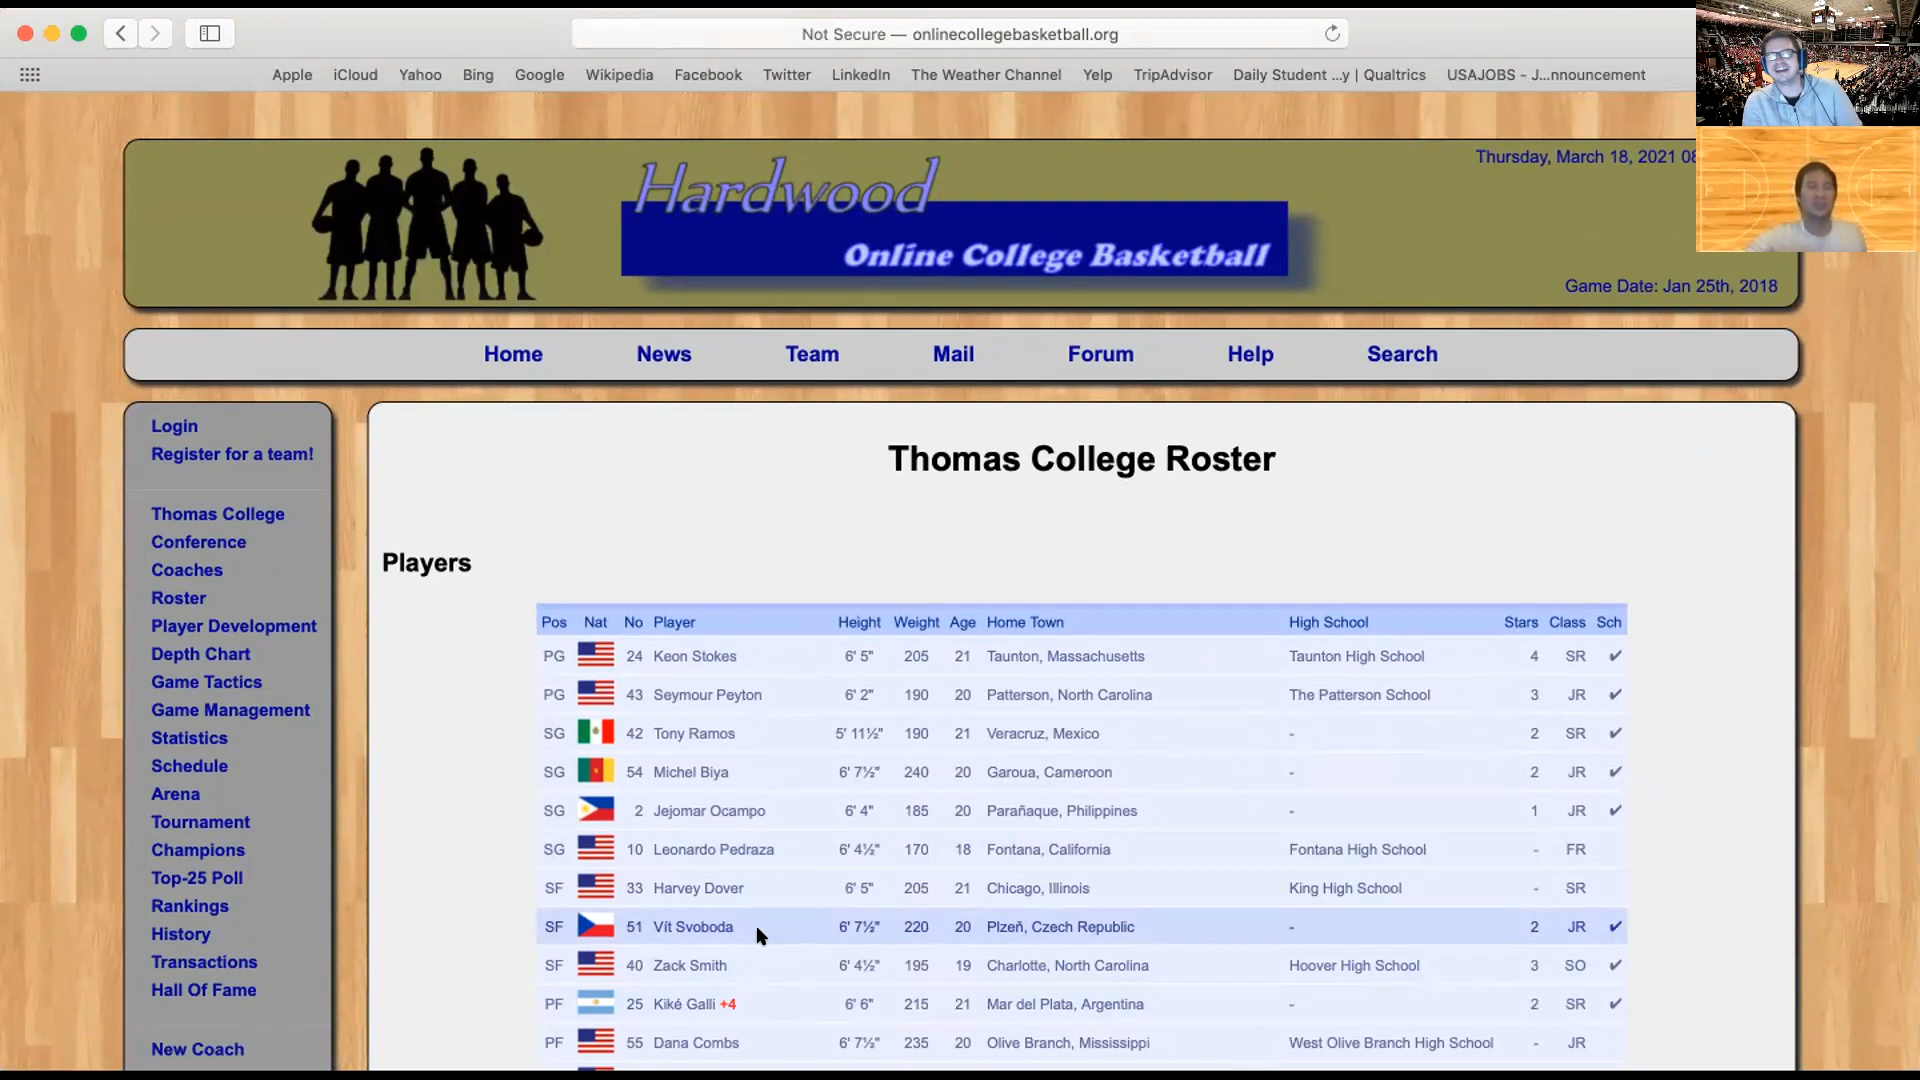 Not Secure — onlinecollegebasketball.org
Apple iCloud Yahoo Bing Google Wikipedia Facebook Twitter LinkedIn The Weather Channel Yelp TripAdvisor Daily Student ...y | Qualtrics USAJOBS - J...nnouncement
Thursday, March 18, 2021 08
Hardwood
Online College Basketball
Game Date: Jan 25th, 2018
Home News Team Mail Forum Help Search
Login
Register for a team!
Thomas College
Conference
Coaches
Roster
Player Development
Depth Chart
Game Tactics
Game Management
Statistics
Schedule
Arena
Tournament
Champions
Top-25 Poll
Rankings
History
Transactions
Hall Of Fame
New Coach
Thomas College Roster
Players
Pos Nat No Player Height Weight Age Home Town High School Stars Class Sch
PG 24 Keon Stokes 6' 5" 205 21 Taunton, Massachusetts Taunton High School 4 SR ✔
PG 43 Seymour Peyton 6' 2" 190 20 Patterson, North Carolina The Patterson School 3 JR ✔
SG 42 Tony Ramos 5' 11½" 190 21 Veracruz, Mexico - 2 SR ✔
SG 54 Michel Biya 6' 7½" 240 20 Garoua, Cameroon - 2 JR ✔
SG 2 Jejomar Ocampo 6' 4" 185 20 Parañaque, Philippines - 1 JR ✔
SG 10 Leonardo Pedraza 6' 4½" 170 18 Fontana, California Fontana High School - FR
SF 33 Harvey Dover 6' 5" 205 21 Chicago, Illinois King High School - SR
SF 51 Vít Svoboda 6' 7½" 220 20 Plzeň, Czech Republic - 2 JR ✔
SF 40 Zack Smith 6' 4½" 195 19 Charlotte, North Carolina Hoover High School 3 SO ✔
PF 25 Kiké Galli +4 6' 6" 215 21 Mar del Plata, Argentina - 2 SR ✔
PF 55 Dana Combs 6' 7½" 235 20 Olive Branch, Mississippi West Olive Branch High School - JR